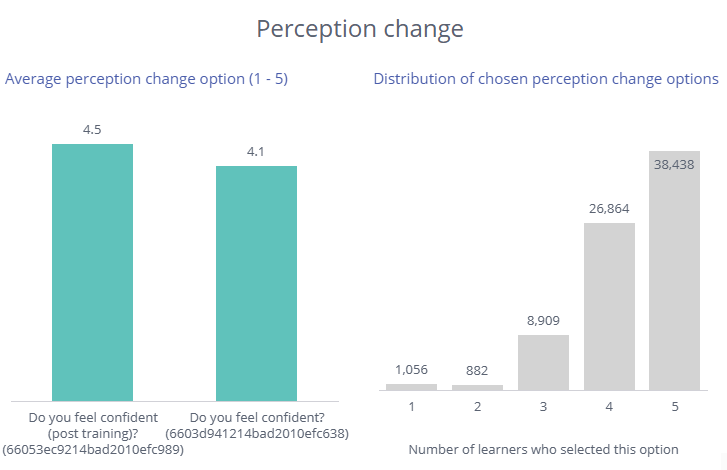 Perception change
Average perception change option (1 - 5)
4.5
4.1
Do you feel confident
(post training)?
(66053ec9214bad2010efc989)
Do you feel confident?
(6603d941214bad2010efc638)
Distribution of chosen perception change options
1,056
882
8,909
26,864
38,438
1
2
3
4
5
Number of learners who selected this option